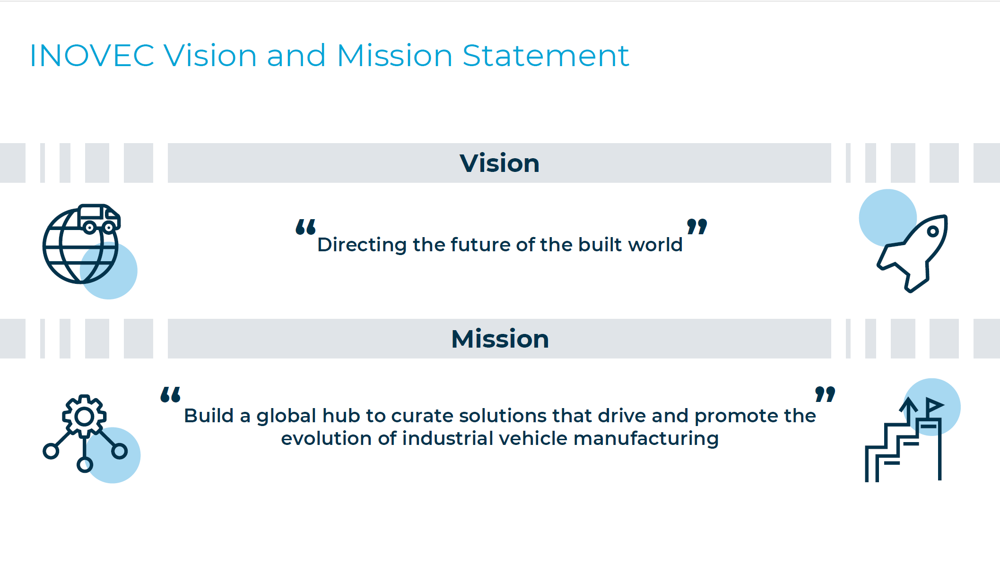 INOVEC Vision and Mission Statement
Vision
“Directing the future of the built world”
Mission
“Build a global hub to curate solutions that drive and promote the”
evolution of industrial vehicle manufacturing